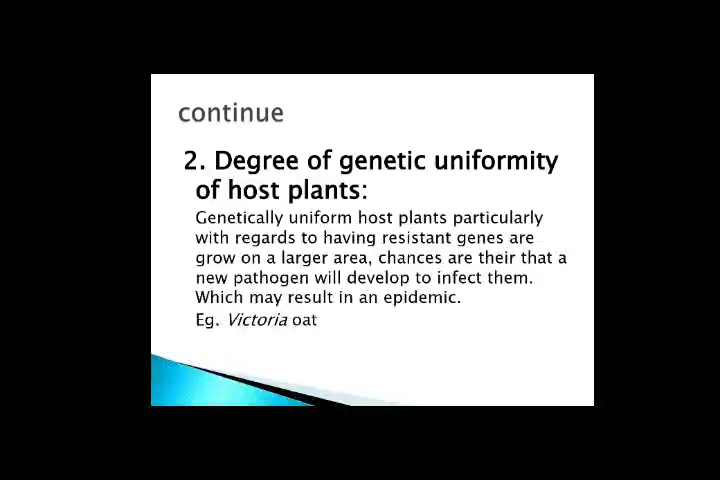 continue
2. Degree of genetic uniformity
of host plants:
Genetically uniform host plants particularly
with regards to having resistant genes are
grow on a larger area, chances are their that a
new pathogen will develop to infect them.
Which may result in an epidemic.
Eg. Victoria oat